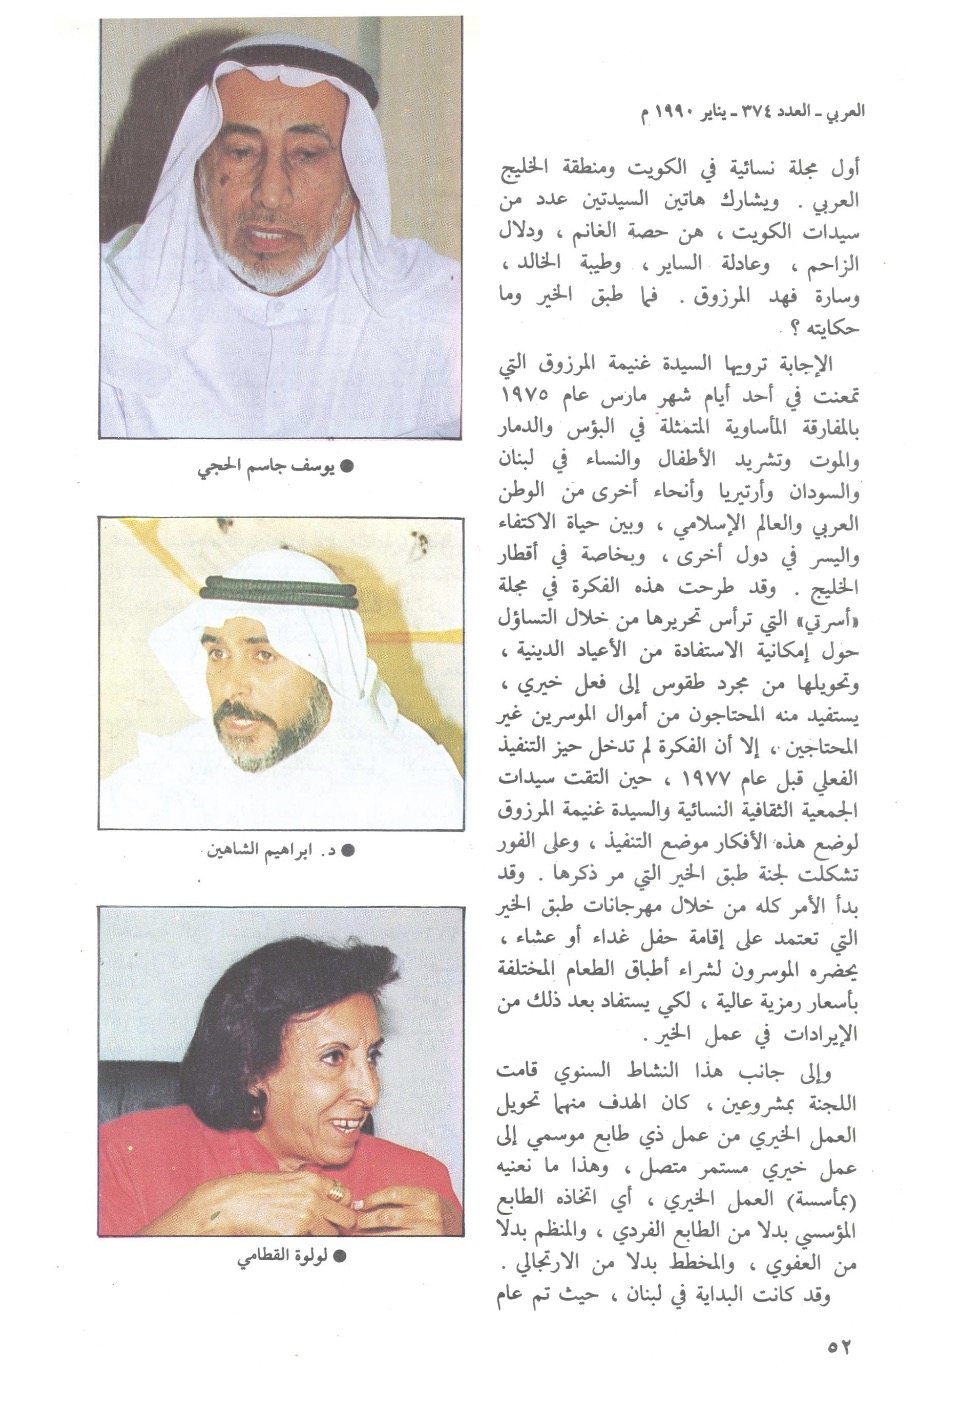 العربي ـ العدد ٣٧٤ ـ يناير ١٩٩٠ م
أول مجلة نسائية في الكويت ومنطقة الخليج
العربي . ويشارك هاتين السيدتين عدد من
سيدات الكويت ، هن حصة الغانم ، ودلال
الزاحم ، وعادلة الساير ، وطيبة الخالد ،
وسارة فهد المرزوق . فما طبق الخير وما
حكايته ؟
الإجابة ترويها السيدة غنيمة المرزوق التي
تمعنت في أحد أيام شهر مارس عام ١٩٧٥
بالمفارقة المأساوية المتمثلة في البؤس والدمار
والموت وتشريد الأطفال والنساء في لبنان
والسودان وأرتيريا وأنحاء أخرى من الوطن
العربي والعالم الإسلامي ، وبين حياة الاكتفاء
واليسر في دول أخرى ، وبخاصة في أقطار
الخليج . وقد طرحت هذه الفكرة في مجلة
«أسرتي» التي ترأس تحريرها من خلال التساؤل
حول إمكانية الاستفادة من الأعياد الدينية ،
وتحويلها من مجرد طقوس إلى فعل خيري ،
يستفيد منه المحتاجون من أموال الموسرين غير
المحتاجين ، إلا أن الفكرة لم تدخل حيز التنفيذ
الفعلي قبل عام ١٩٧٧ ، حين التقت سيدات
الجمعية الثقافية النسائية والسيدة غنيمة المرزوق
لوضع هذه الأفكار موضع التنفيذ ، وعلى الفور
تشكلت لجنة طبق الخير التي مر ذكرها . وقد
بدأ الأمر كله من خلال مهرجانات طبق الخير
التي تعتمد على إقامة حفل غداء أو عشاء ،
يحضره الموسرون لشراء أطباق الطعام المختلفة
بأسعار رمزية عالية ، لكي يستفاد بعد ذلك من
الإيرادات في عمل الخير .
وإلى جانب هذا النشاط السنوي قامت
اللجنة بمشروعين ، كان الهدف منهما تحويل
العمل الخيري من عمل ذي طابع موسمي إلى
عمل خيري مستمر متصل ، وهذا ما نعنيه
(بمأسسة) العمل الخيري ، أي اتخاذه الطابع
المؤسسي بدلا من الطابع الفردي ، والمنظم بدلا
من العفوي ، والمخطط بدلا من الارتجالي .
وقد كانت البداية في لبنان ، حيث تم عام
● يوسف جاسم الحجي
● د. ابراهيم الشاهين
● لولوة القطامي
٥٢